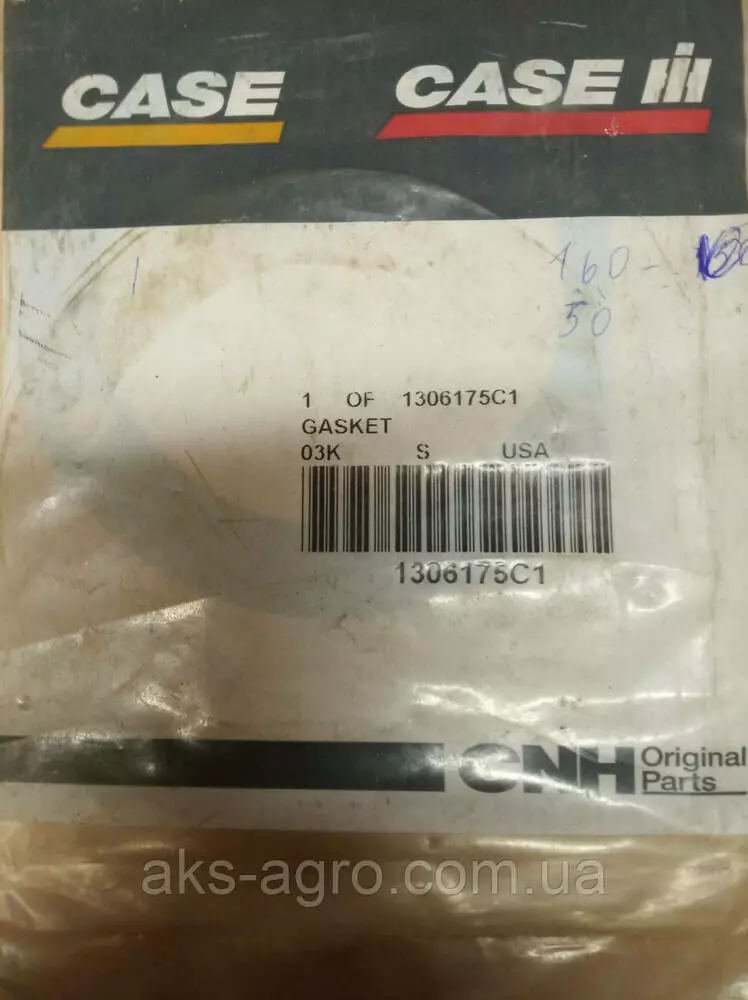 CASE CASE IH
160-
50
1 OF 1306175C1
GASKET
03K S USA
1306175C1
CNH Original
Parts
aks-agro.com.ua